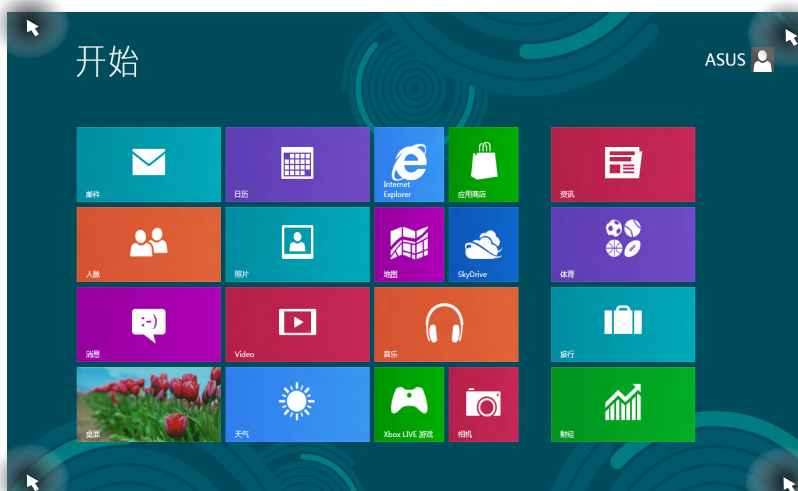 开始
ASUS
邮件
日历
Internet
Explorer
应用商店
资讯
人脉
照片
地图
SkyDrive
体育
消息
Video
音乐
旅行
桌面
天气
Xbox LIVE 游戏
相机
财经